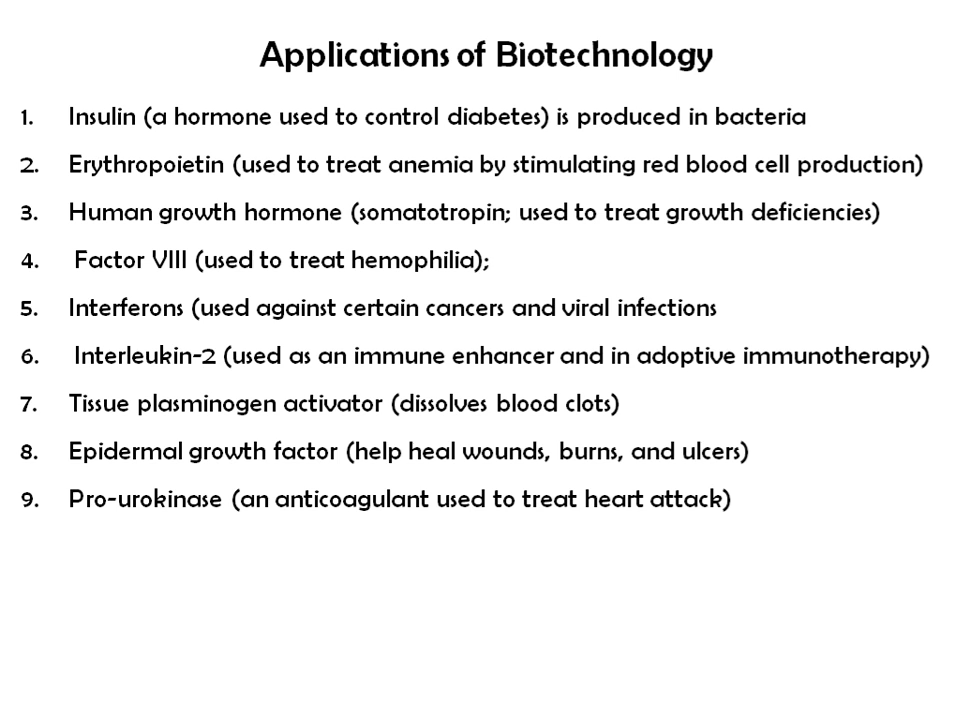 Applications of Biotechnology
1. Insulin (a hormone used to control diabetes) is produced in bacteria
2. Erythropoietin (used to treat anemia by stimulating red blood cell production)
3. Human growth hormone (somatotropin; used to treat growth deficiencies)
4. Factor VIII (used to treat hemophilia);
5. Interferons (used against certain cancers and viral infections
6. Interleukin-2 (used as an immune enhancer and in adoptive immunotherapy)
7. Tissue plasminogen activator (dissolves blood clots)
8. Epidermal growth factor (help heal wounds, burns, and ulcers)
9. Pro-urokinase (an anticoagulant used to treat heart attack)